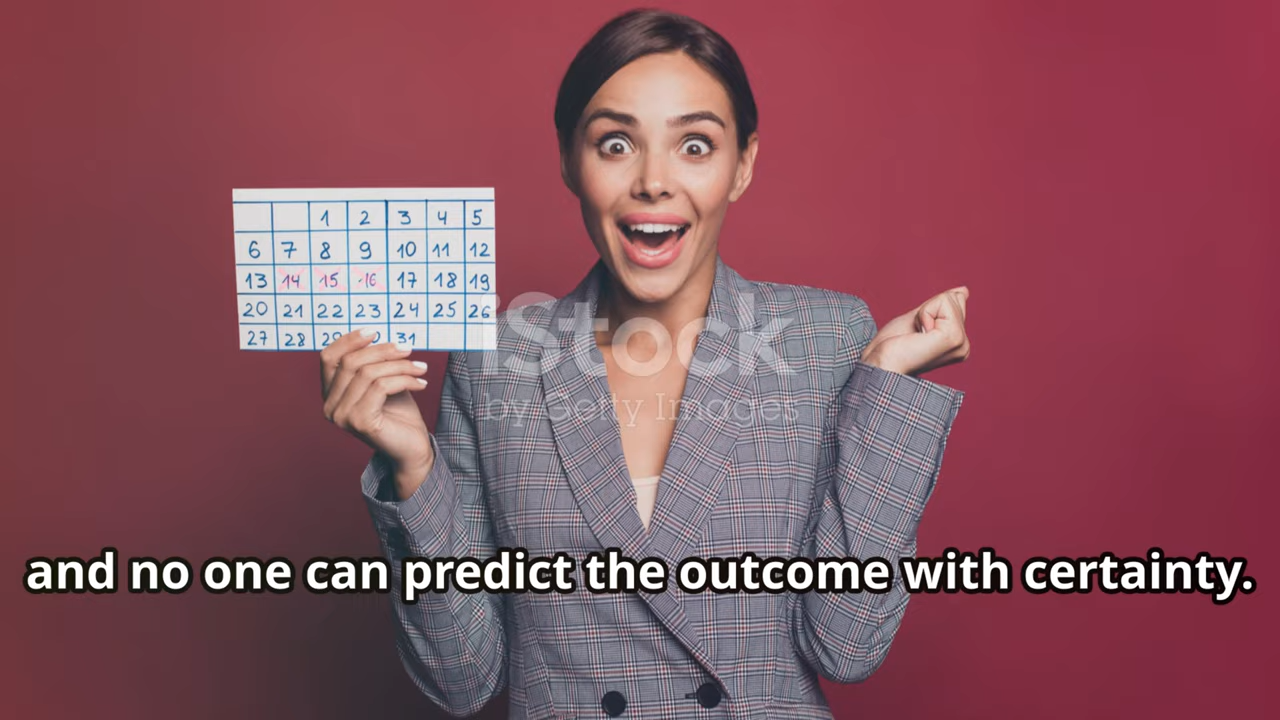 1 2 3 4 5
6 7 8 9 10 11 12
13 14 15 16 17 18 19
20 21 22 23 24 25 26
27 28 31
iStock
by Getty Images
and no one can predict the outcome with certainty.